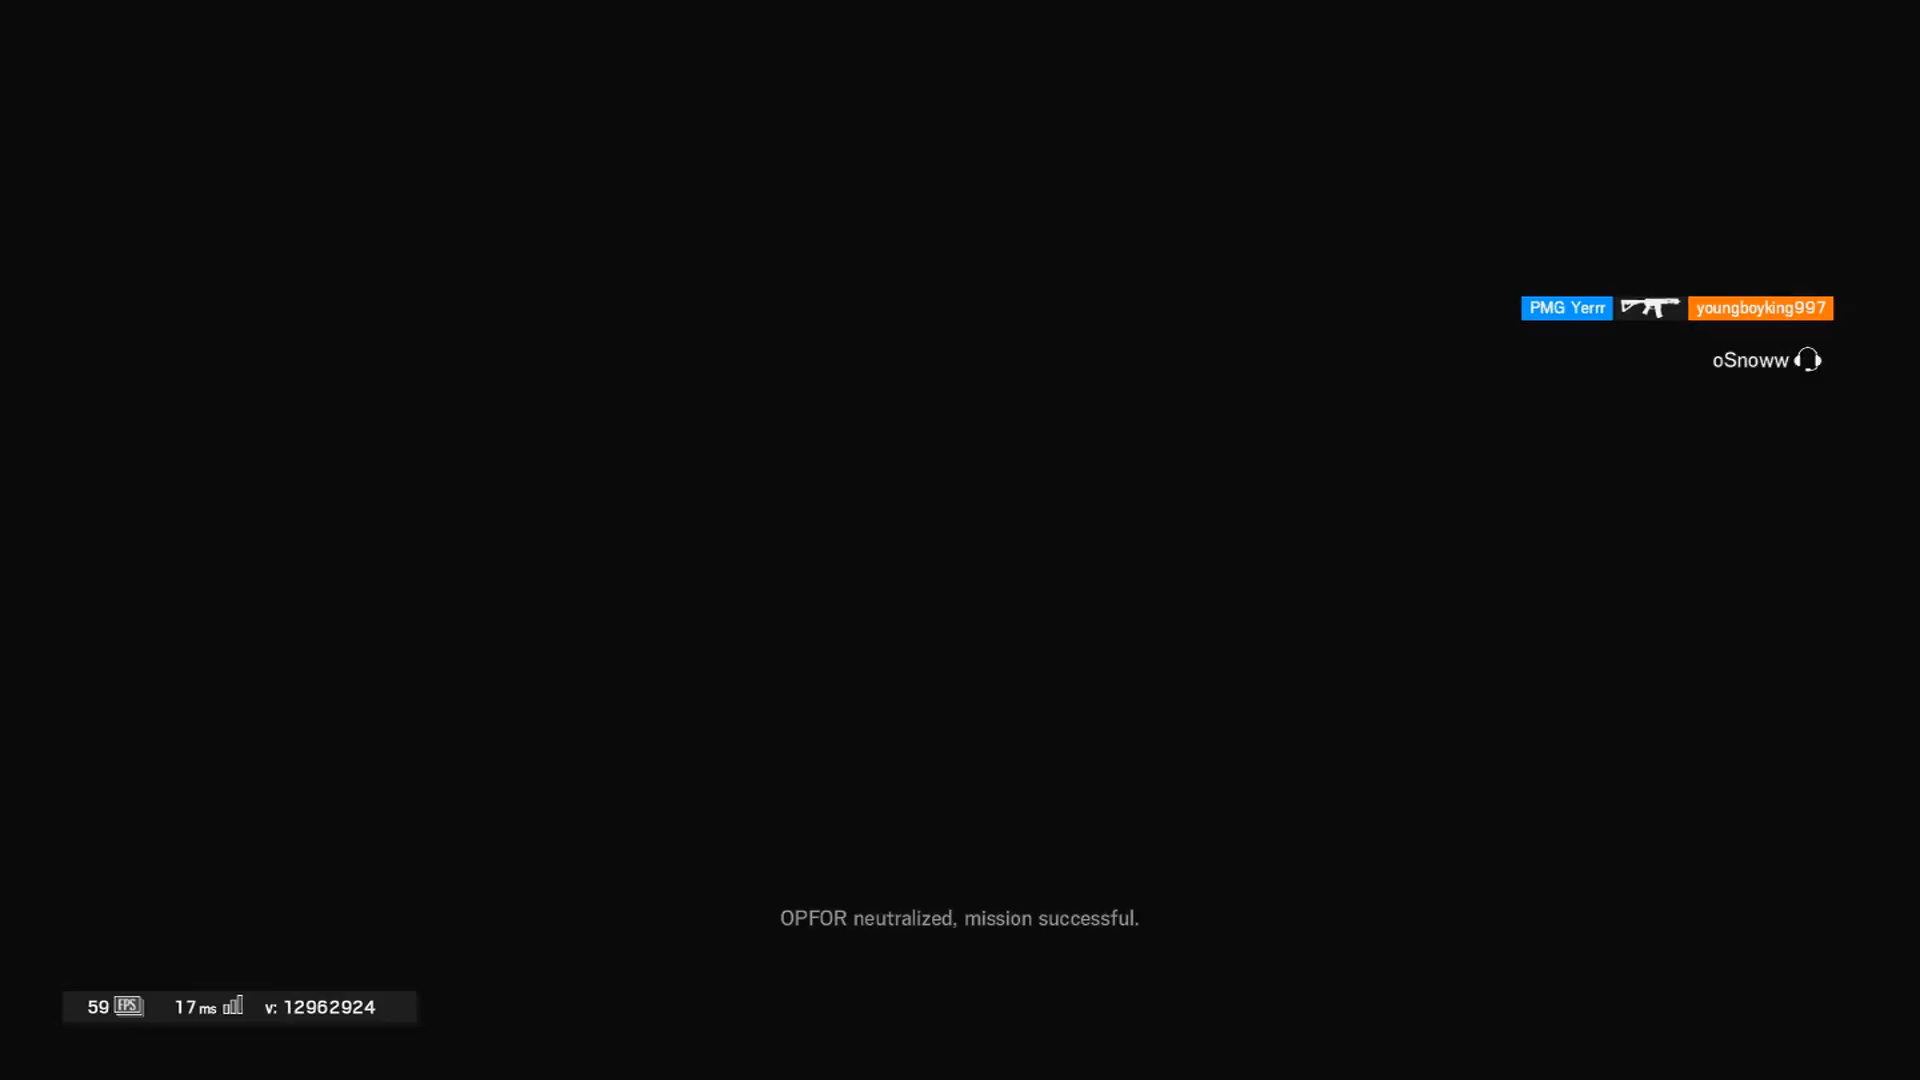 PMG Yerrr youngboyking997
oSnoww
OPFOR neutralized, mission successful.
59 FPS 17 ms v: 12962924